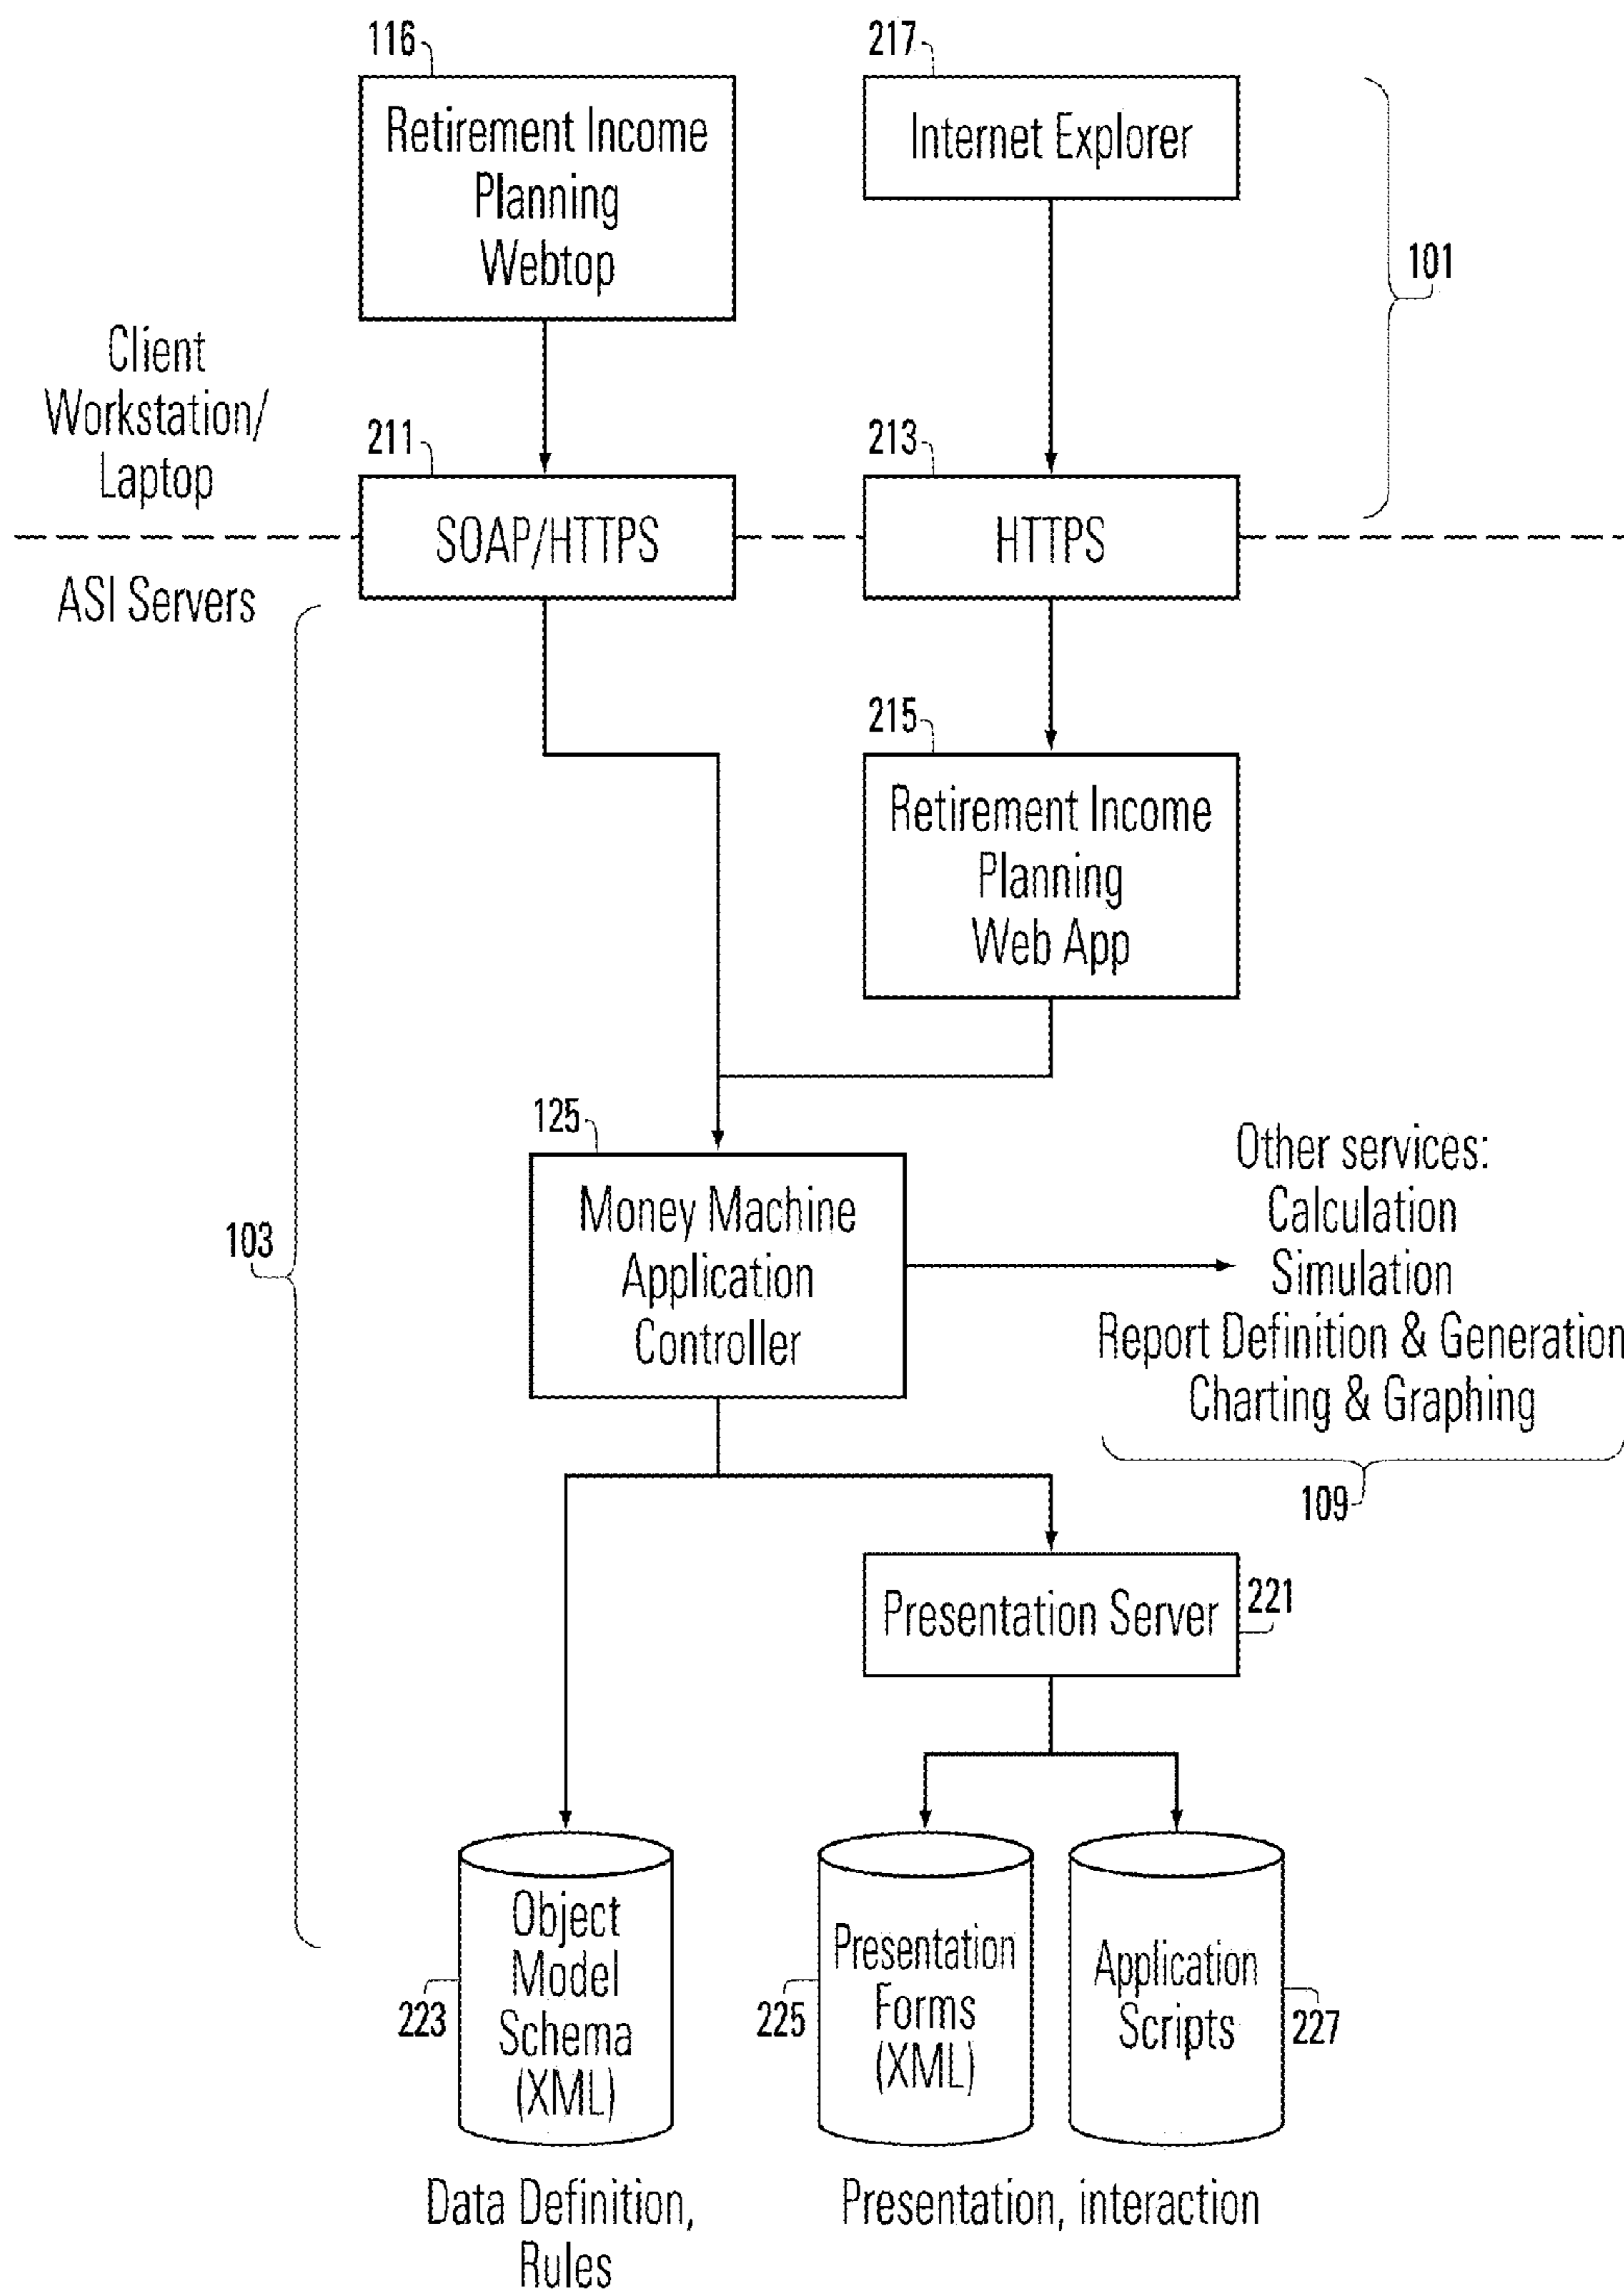 116
217
Retirement Income
Planning
Webtop
Internet Explorer
101
Client
Workstation/
Laptop
211
213
SOAP/HTTPS
HTTPS
ASI Servers
215
Retirement Income
Planning
Web App
125
Money Machine
Application
Controller
Other services:
Calculation
Simulation
Report Definition & Generation
Charting & Graphing
103
109
Presentation Server
221
Object
Model
Schema
(XML)
223
Presentation
Forms
(XML)
225
Application
Scripts
227
Data Definition,
Rules
Presentation, interaction